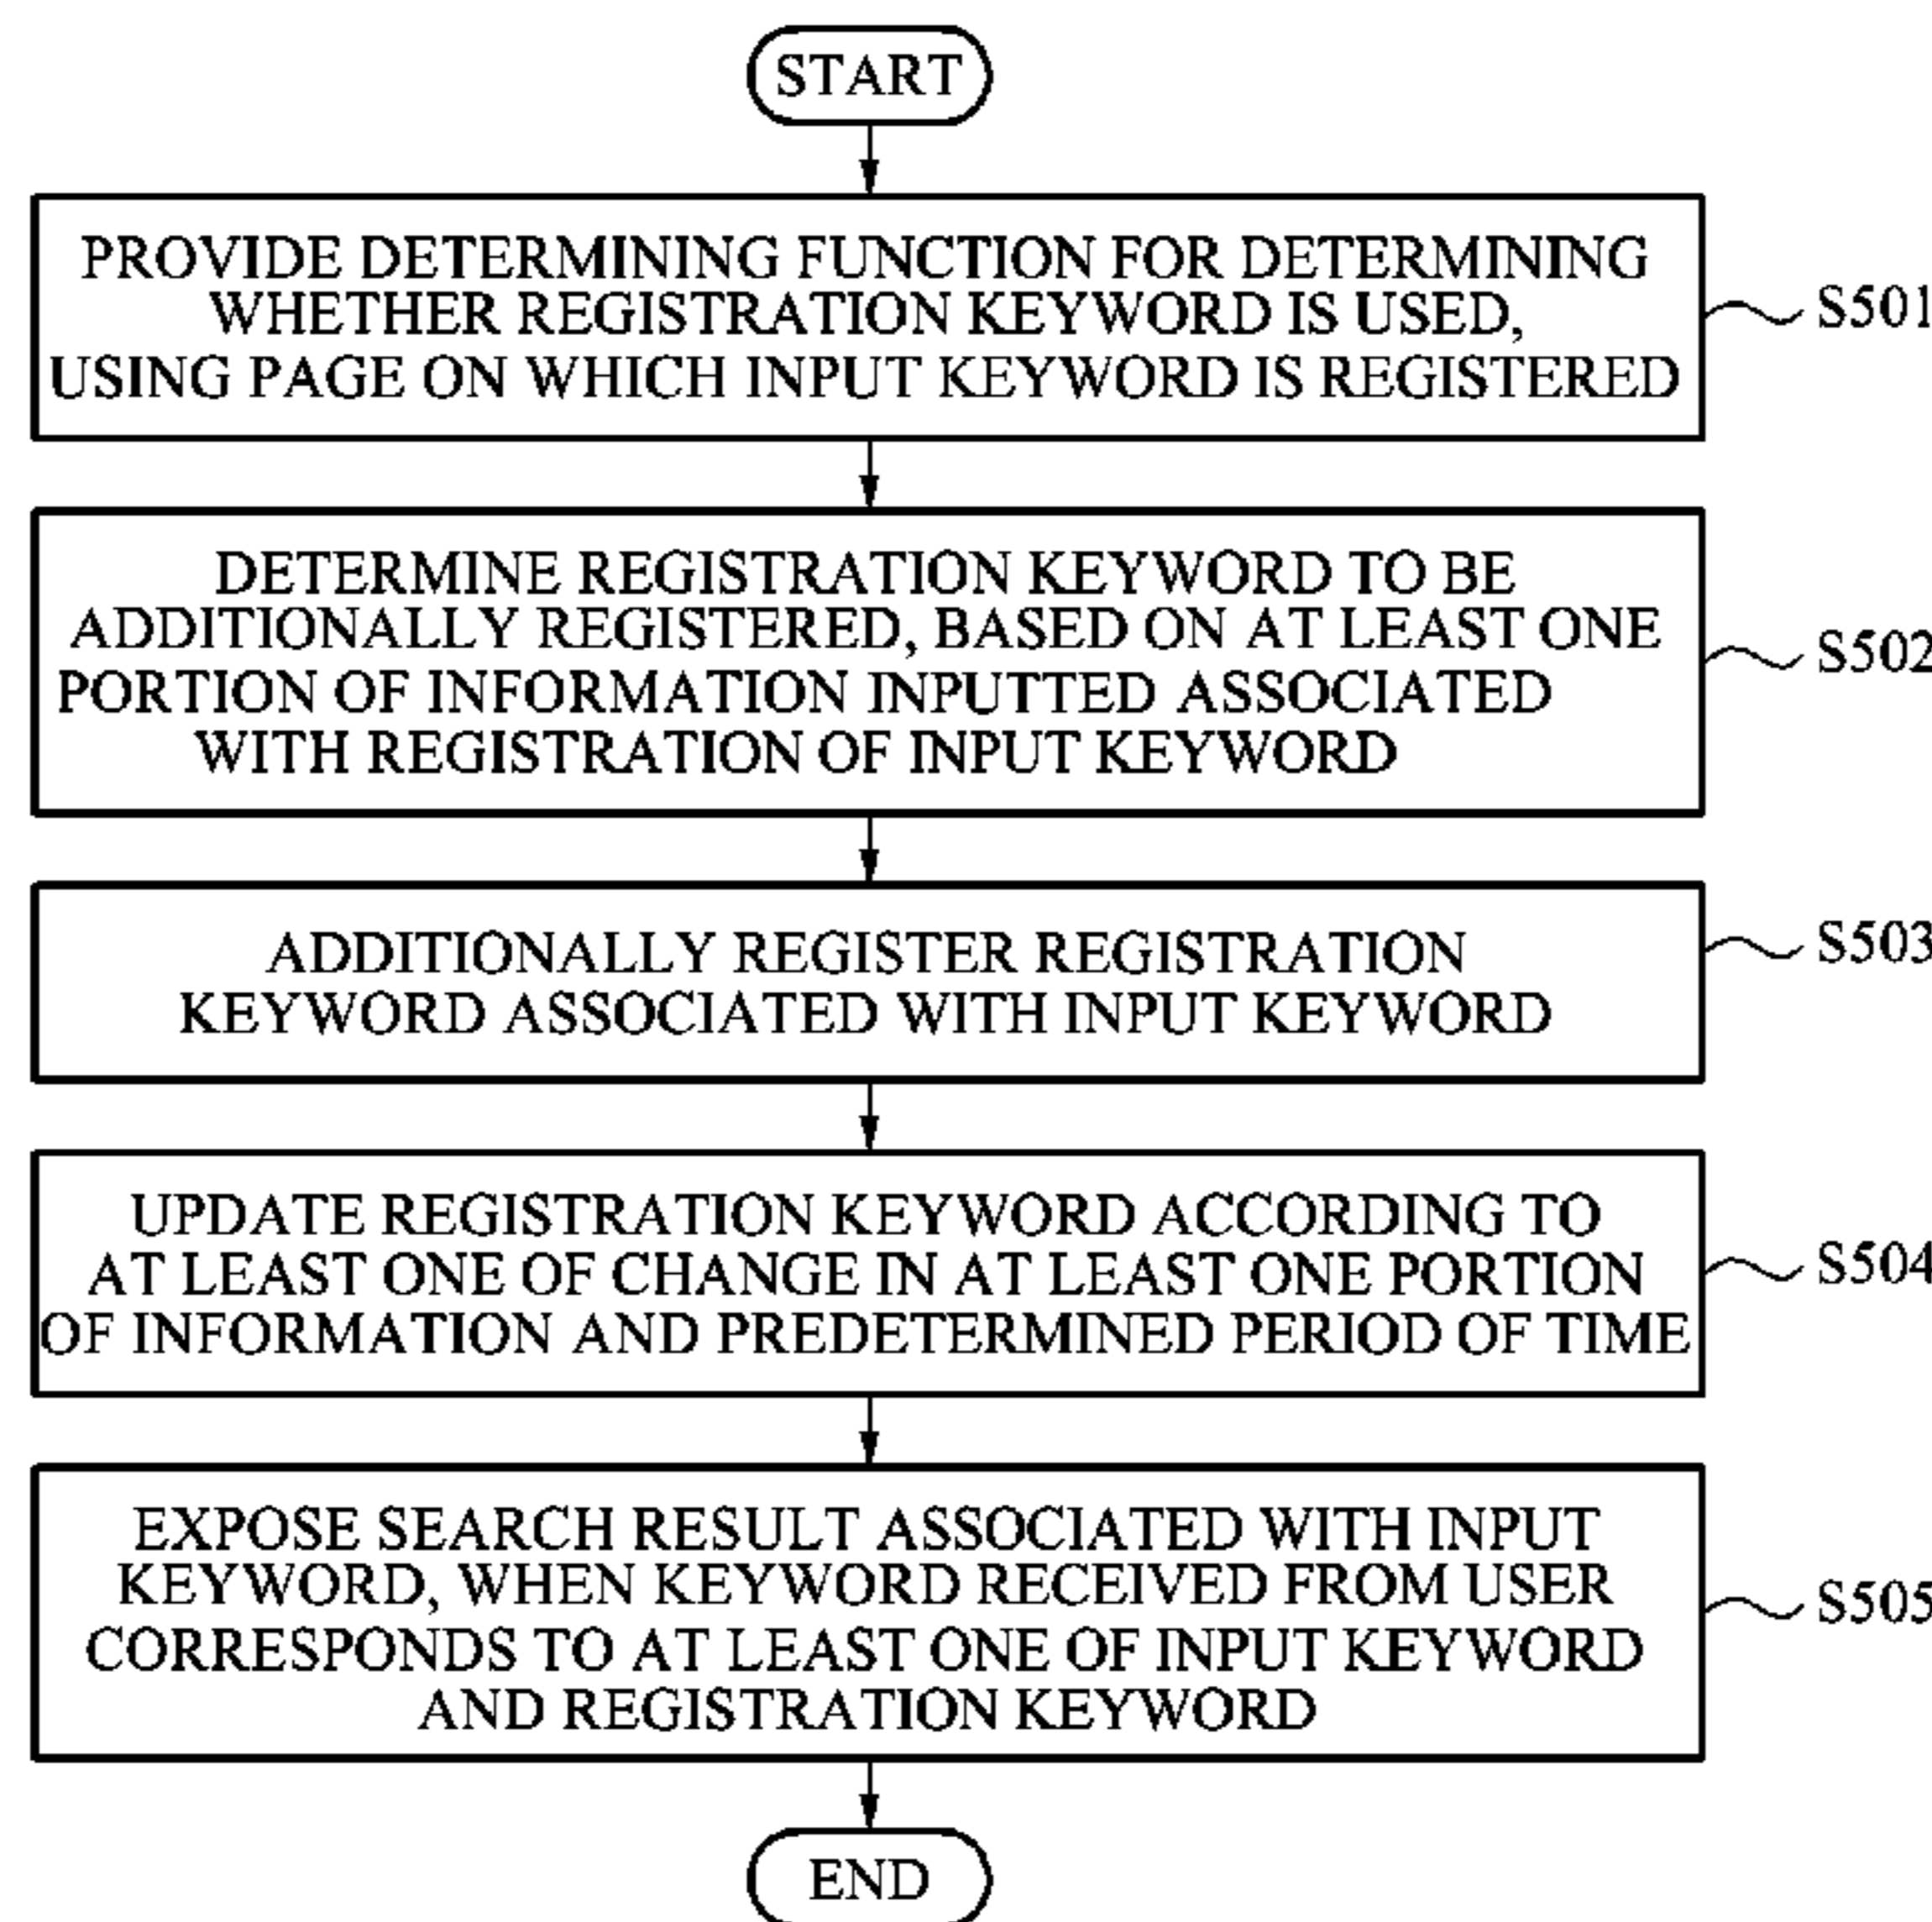 START
PROVIDE DETERMINING FUNCTION FOR DETERMINING
WHETHER REGISTRATION KEYWORD IS USED,
USING PAGE ON WHICH INPUT KEYWORD IS REGISTERED
S501
DETERMINE REGISTRATION KEYWORD TO BE
ADDITIONALLY REGISTERED, BASED ON AT LEAST ONE
PORTION OF INFORMATION INPUTTED ASSOCIATED
WITH REGISTRATION OF INPUT KEYWORD
S502
ADDITIONALLY REGISTER REGISTRATION
KEYWORD ASSOCIATED WITH INPUT KEYWORD
S503
UPDATE REGISTRATION KEYWORD ACCORDING TO
AT LEAST ONE OF CHANGE IN AT LEAST ONE PORTION
OF INFORMATION AND PREDETERMINED PERIOD OF TIME
S504
EXPOSE SEARCH RESULT ASSOCIATED WITH INPUT
KEYWORD, WHEN KEYWORD RECEIVED FROM USER
CORRESPONDS TO AT LEAST ONE OF INPUT KEYWORD
AND REGISTRATION KEYWORD
S505
END